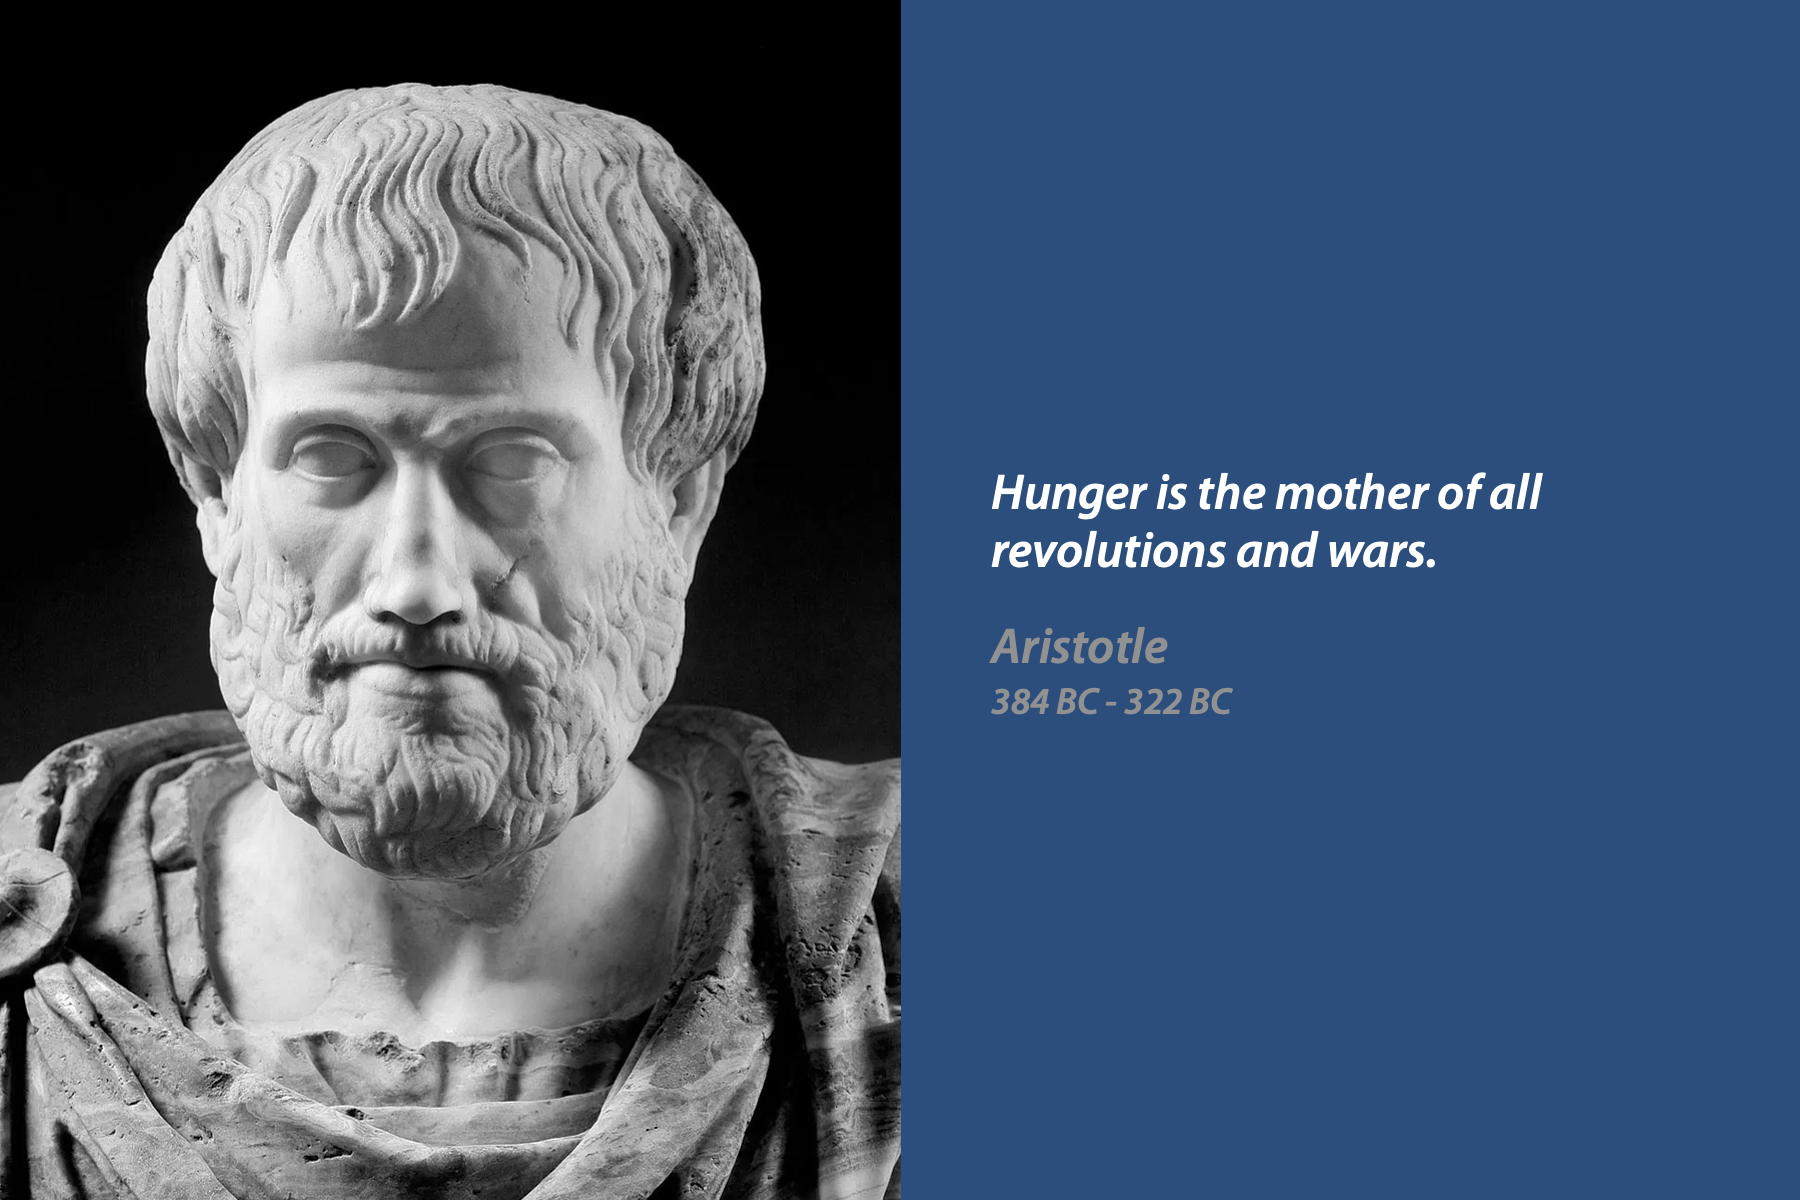 Hunger is the mother of all
revolutions and wars.
Aristotle
384 BC - 322 BC